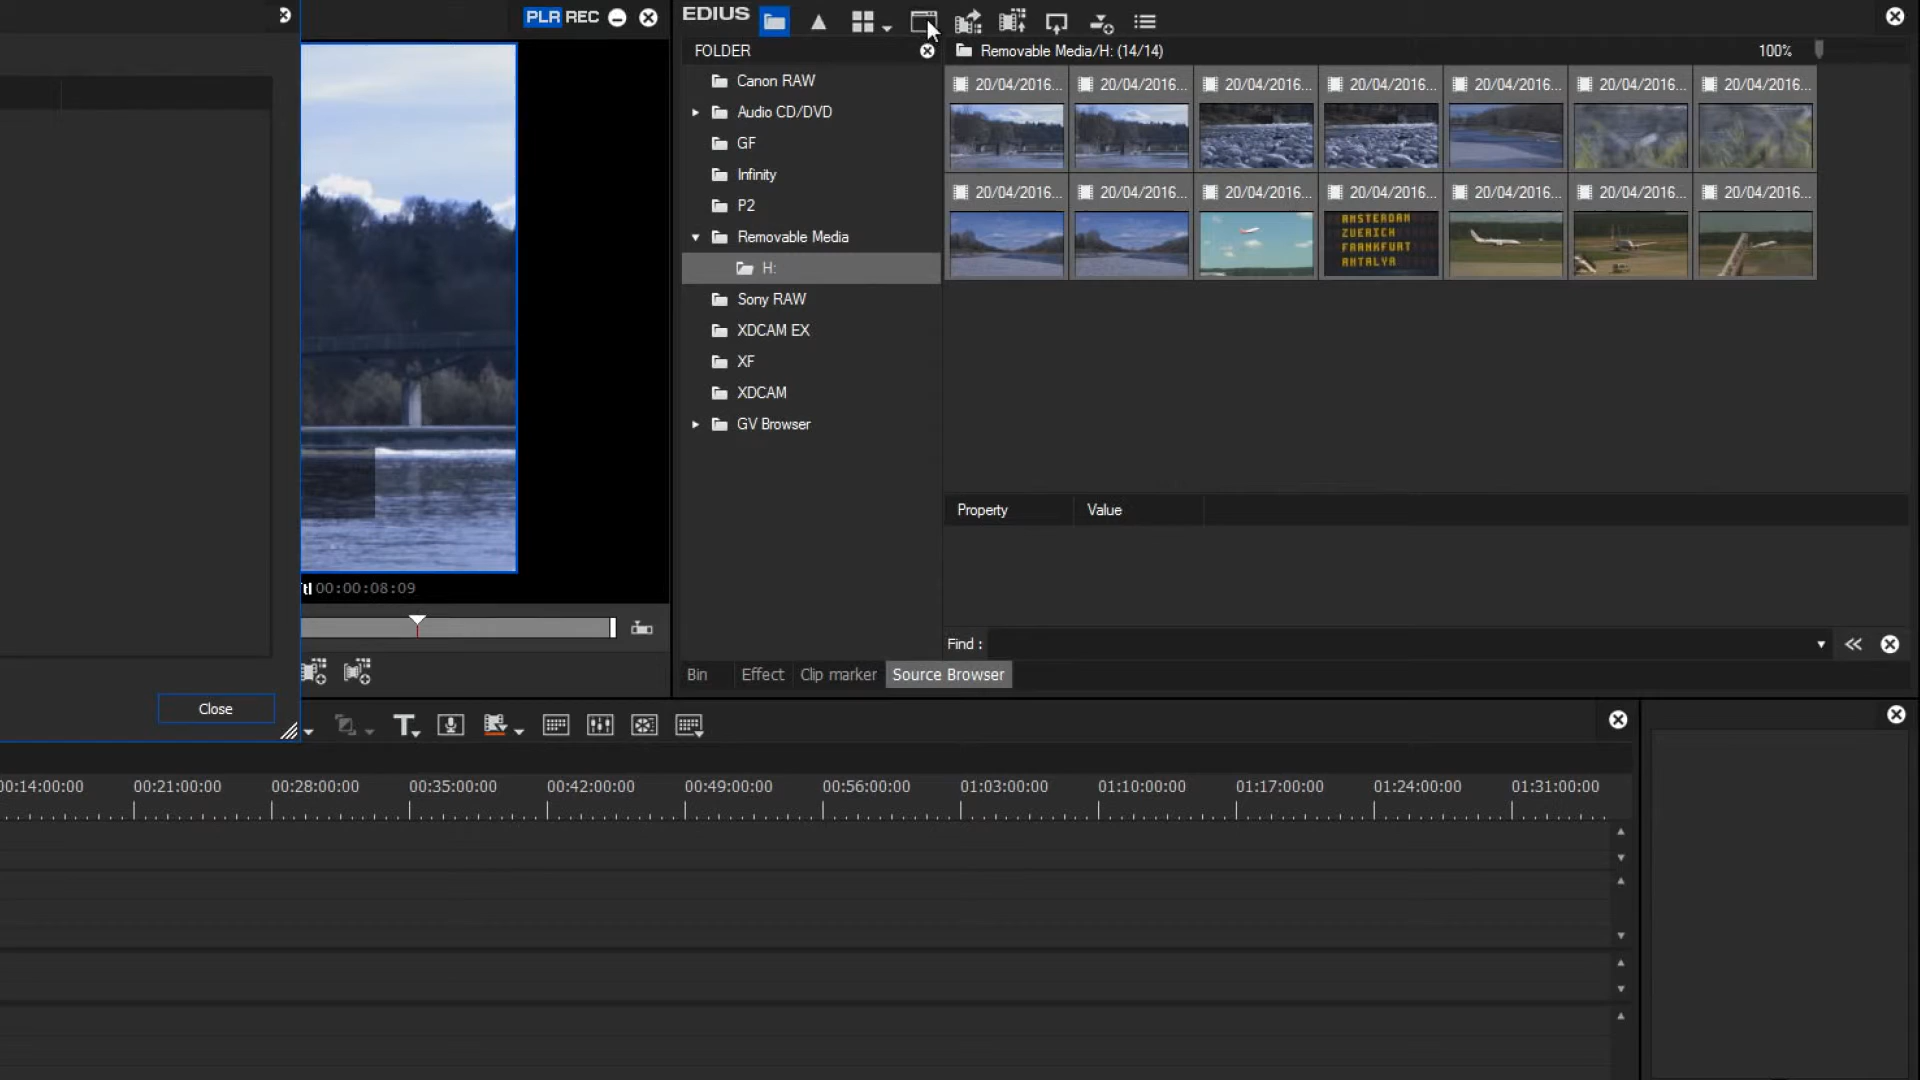 PLR REC
EDIUS
FOLDER
Removable Media/H: (14/14)
100%
Canon RAW
Audio CD/DVD
GF
Infinity
P2
Removable Media
H:
Sony RAW
XDCAM EX
XF
XDCAM
GV Browser
20/04/2016... 20/04/2016... 20/04/2016... 20/04/2016... 20/04/2016... 20/04/2016... 20/04/2016...
20/04/2016... 20/04/2016... 20/04/2016... 20/04/2016... 20/04/2016... 20/04/2016... 20/04/2016...
AMSTERDAM
ZUERICH
FRANKFURT
ANTALYA
Property Value
00:00:08:09
Find :
Bin Effect Clip marker Source Browser
Close
00:14:00:00 00:21:00:00 00:28:00:00 00:35:00:00 00:42:00:00 00:49:00:00 00:56:00:00 01:03:00:00 01:10:00:00 01:17:00:00 01:24:00:00 01:31:00:00